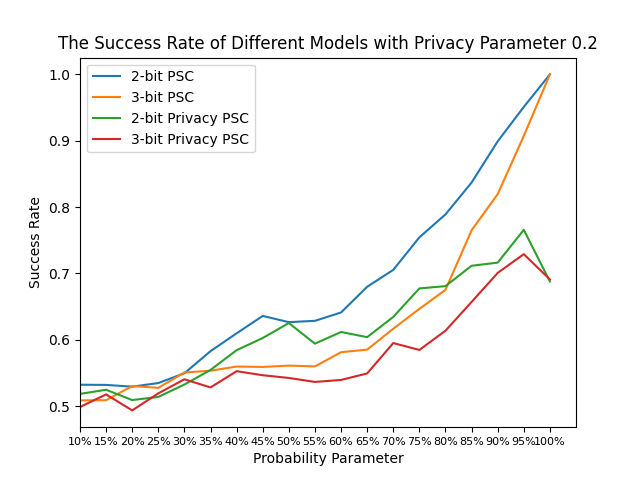 The Success Rate of Different Models with Privacy Parameter 0.2
2-bit PSC
3-bit PSC
2-bit Privacy PSC
3-bit Privacy PSC
1.0
0.9
0.8
0.7
0.6
0.5
Success Rate
10% 15% 20% 25% 30% 35% 40% 45% 50% 55% 60% 65% 70% 75% 80% 85% 90% 95% 100%
Probability Parameter